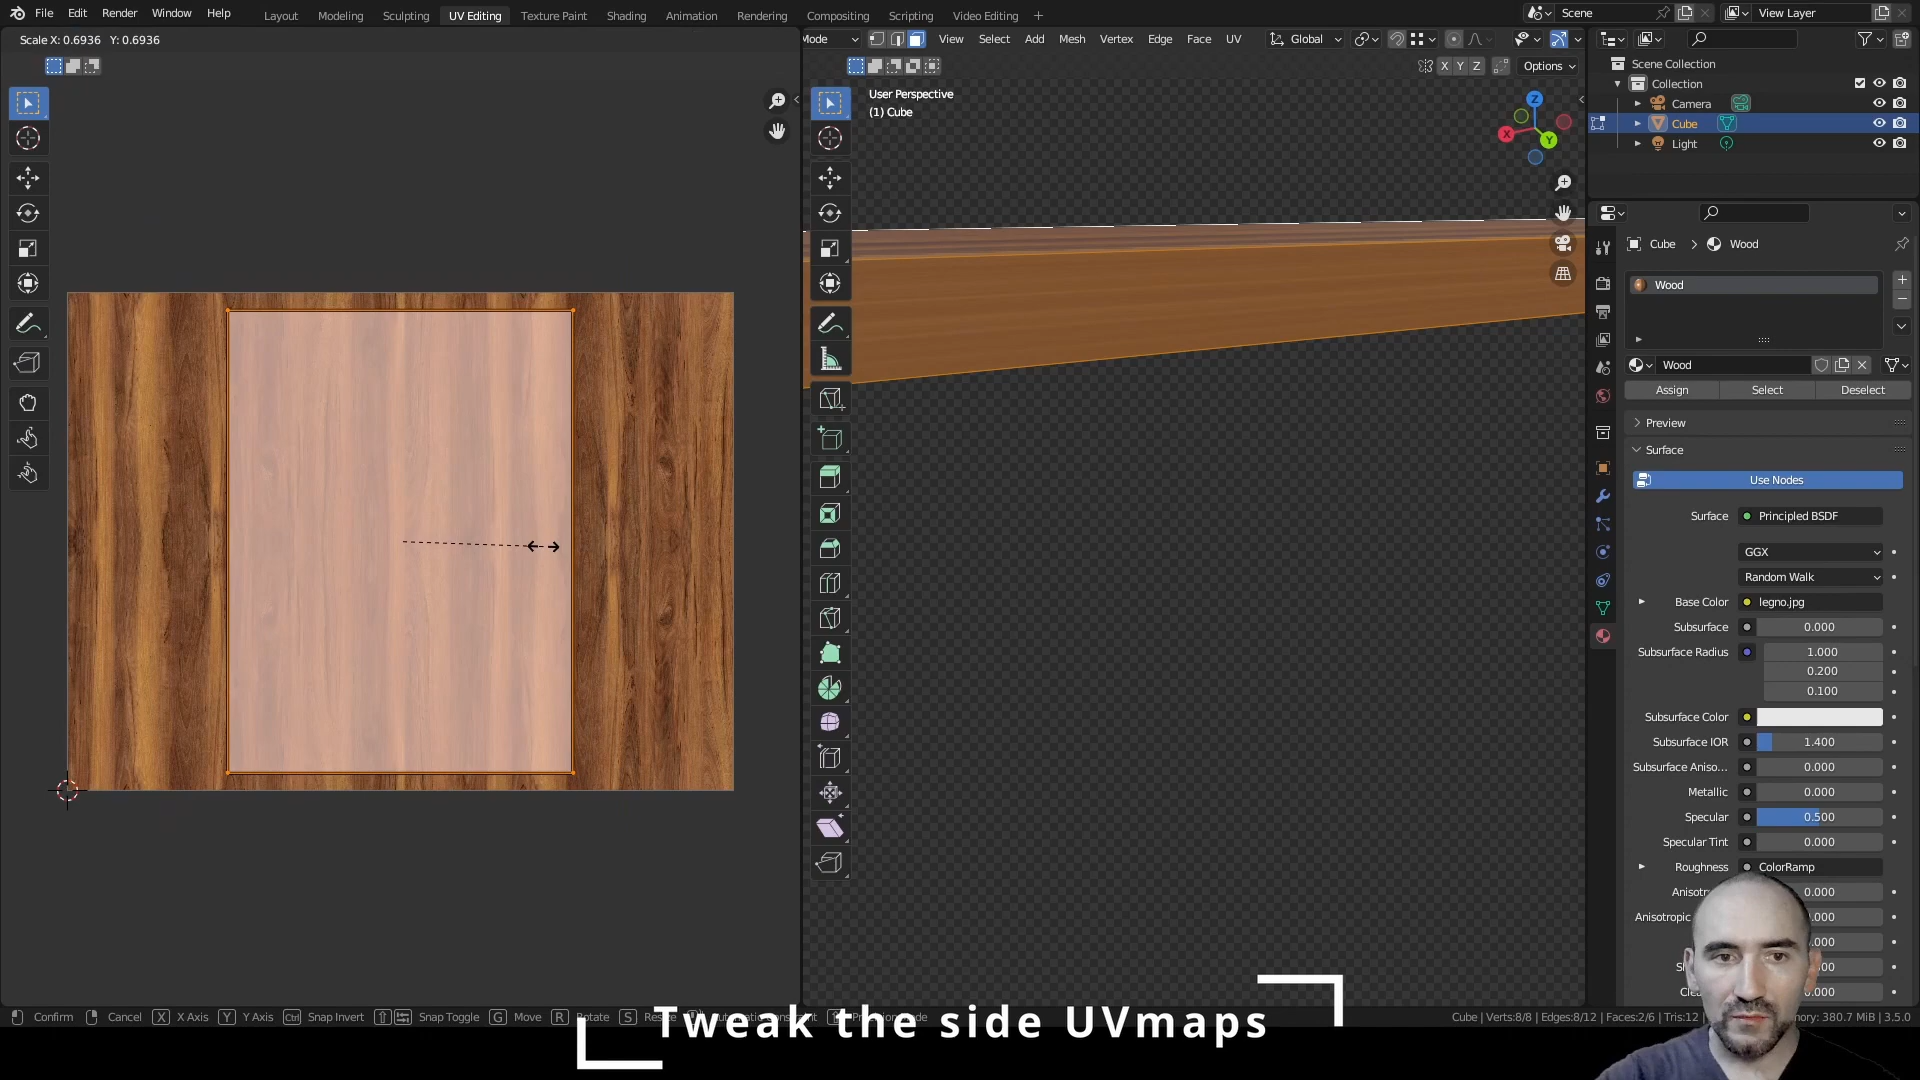 File Edit Render Window Help
Layout Modeling Sculpting UV Editing Texture Paint Shading Animation Rendering Compositing Scripting Video Editing +
Scene
View Layer
Scale X: 0.6936 Y: 0.6936
Mode View Select Add Mesh Vertex Edge Face UV
Global
X Y Z
Options
User Perspective
(1) Cube
Z
X
Y
Scene Collection
Collection
Camera
Cube
Light
Cube > Wood
Wood
Wood
Assign Select Deselect
Preview
Surface
Use Nodes
Surface Principled BSDF
GGX
Random Walk
Base Color legno.jpg
Subsurface 0.000
Subsurface Radius 1.000
0.200
0.100
Subsurface Color
Subsurface IOR 1.400
Subsurface Aniso... 0.000
Metallic 0.000
Specular 0.500
Specular Tint 0.000
Roughness ColorRamp
0.000
Anisotropic
Confirm Cancel X X Axis Y Y Axis Ctrl Snap Invert Snap Toggle G Move R Rotate S Resize
Cube | Verts:8/8 | Edges:8/12 | Faces:2/6 | Tris:12 380.7 MiB | 3.5.0
Tweak the side UVmaps